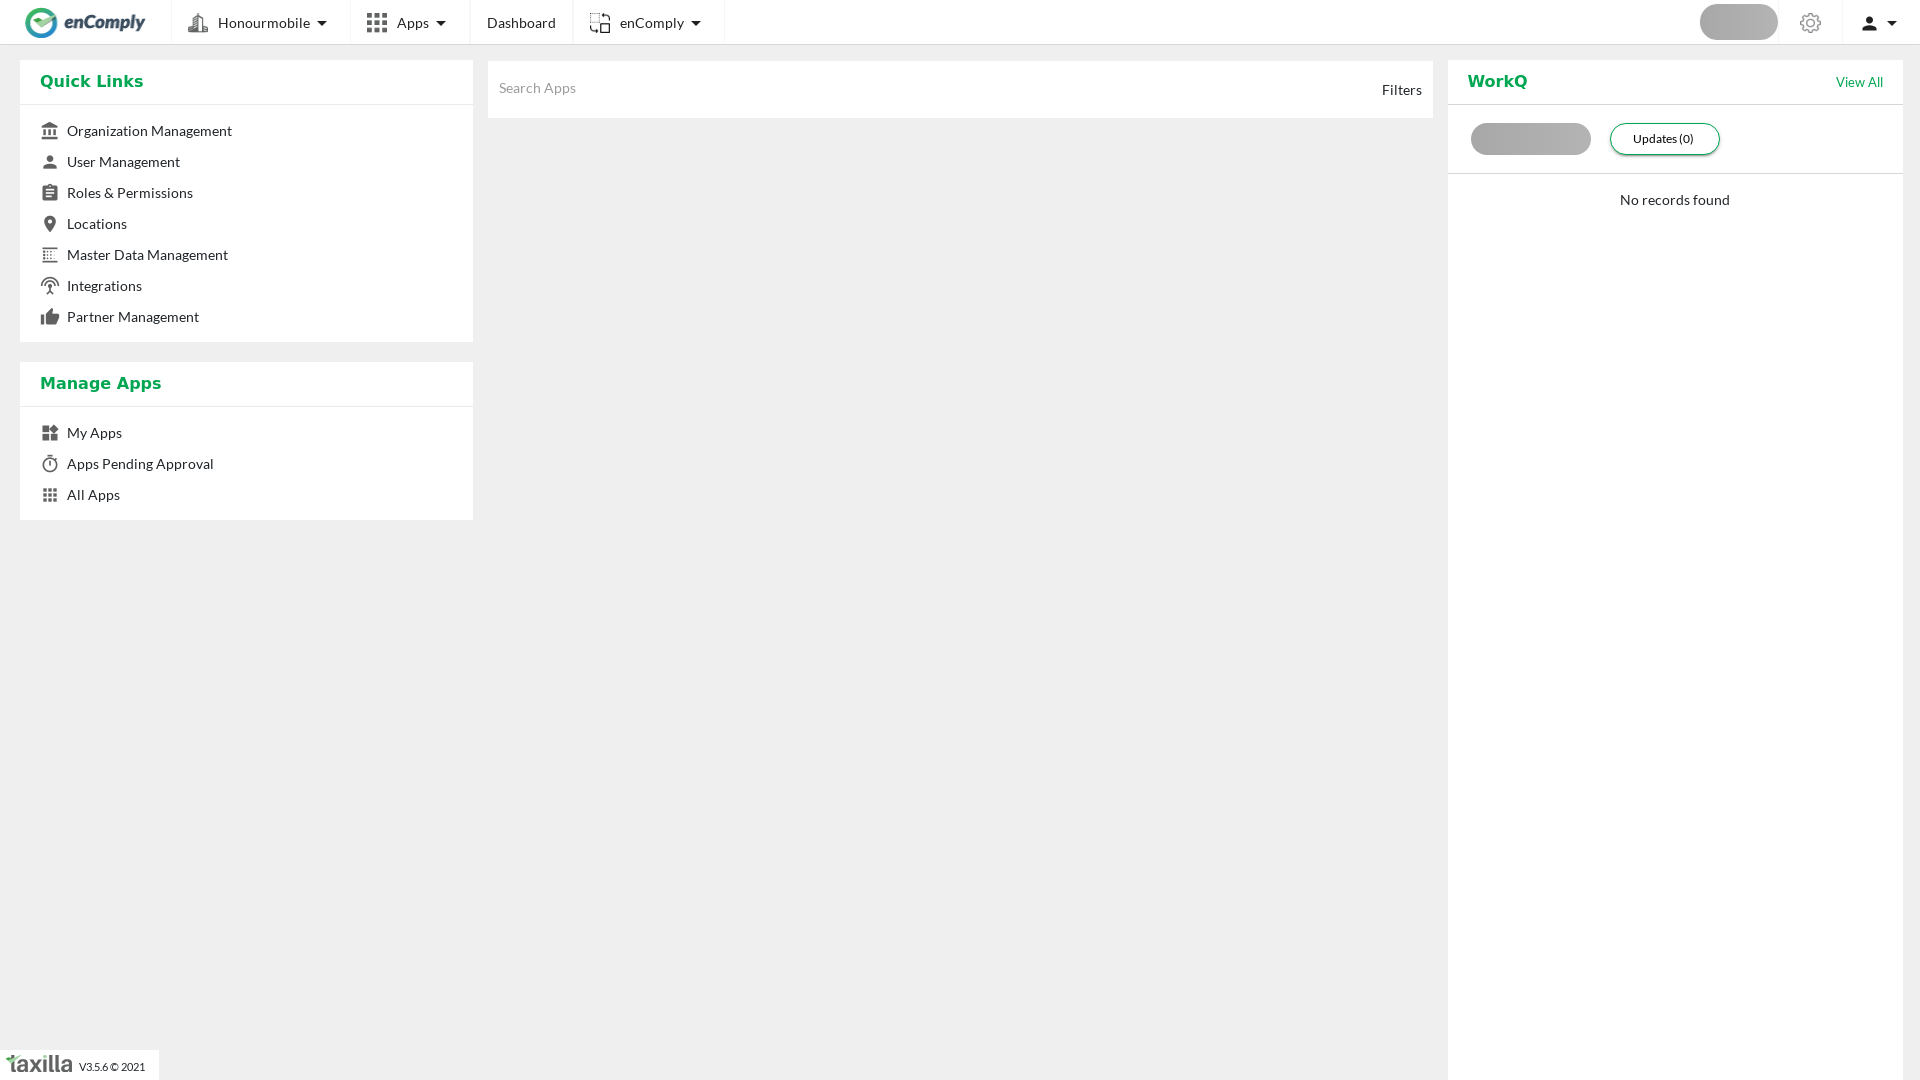 enComply
Honourmobile
Apps
Dashboard
enComply
Quick Links
Organization Management
User Management
Roles & Permissions
Locations
Master Data Management
Integrations
Partner Management
Manage Apps
My Apps
Apps Pending Approval
All Apps
Search Apps
Filters
WorkQ
View All
Updates (0)
No records found
taxilla V3.5.6 © 2021